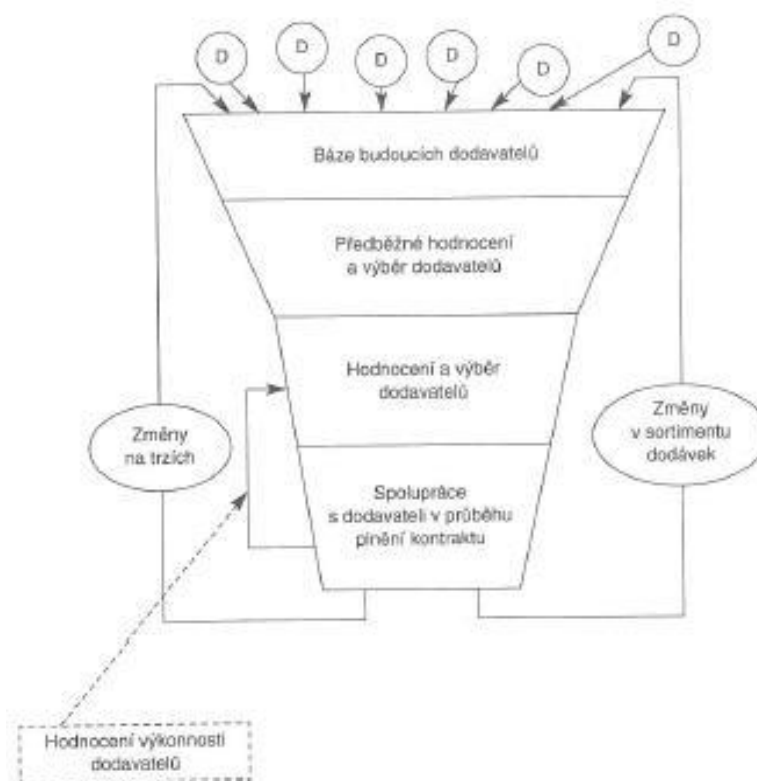 D
D
D
D
D
D
D
Báze budoucích dodavatelů
Předběžné hodnocení
a výběr dodavatelů
Hodnocení a výběr
dodavatelů
Změny
na trzích
Změny
v sortimentu
dodávek
Spolupráce
s dodavateli v průběhu
plnění kontraktu
Hodnocení výkonnosti
dodavatelů